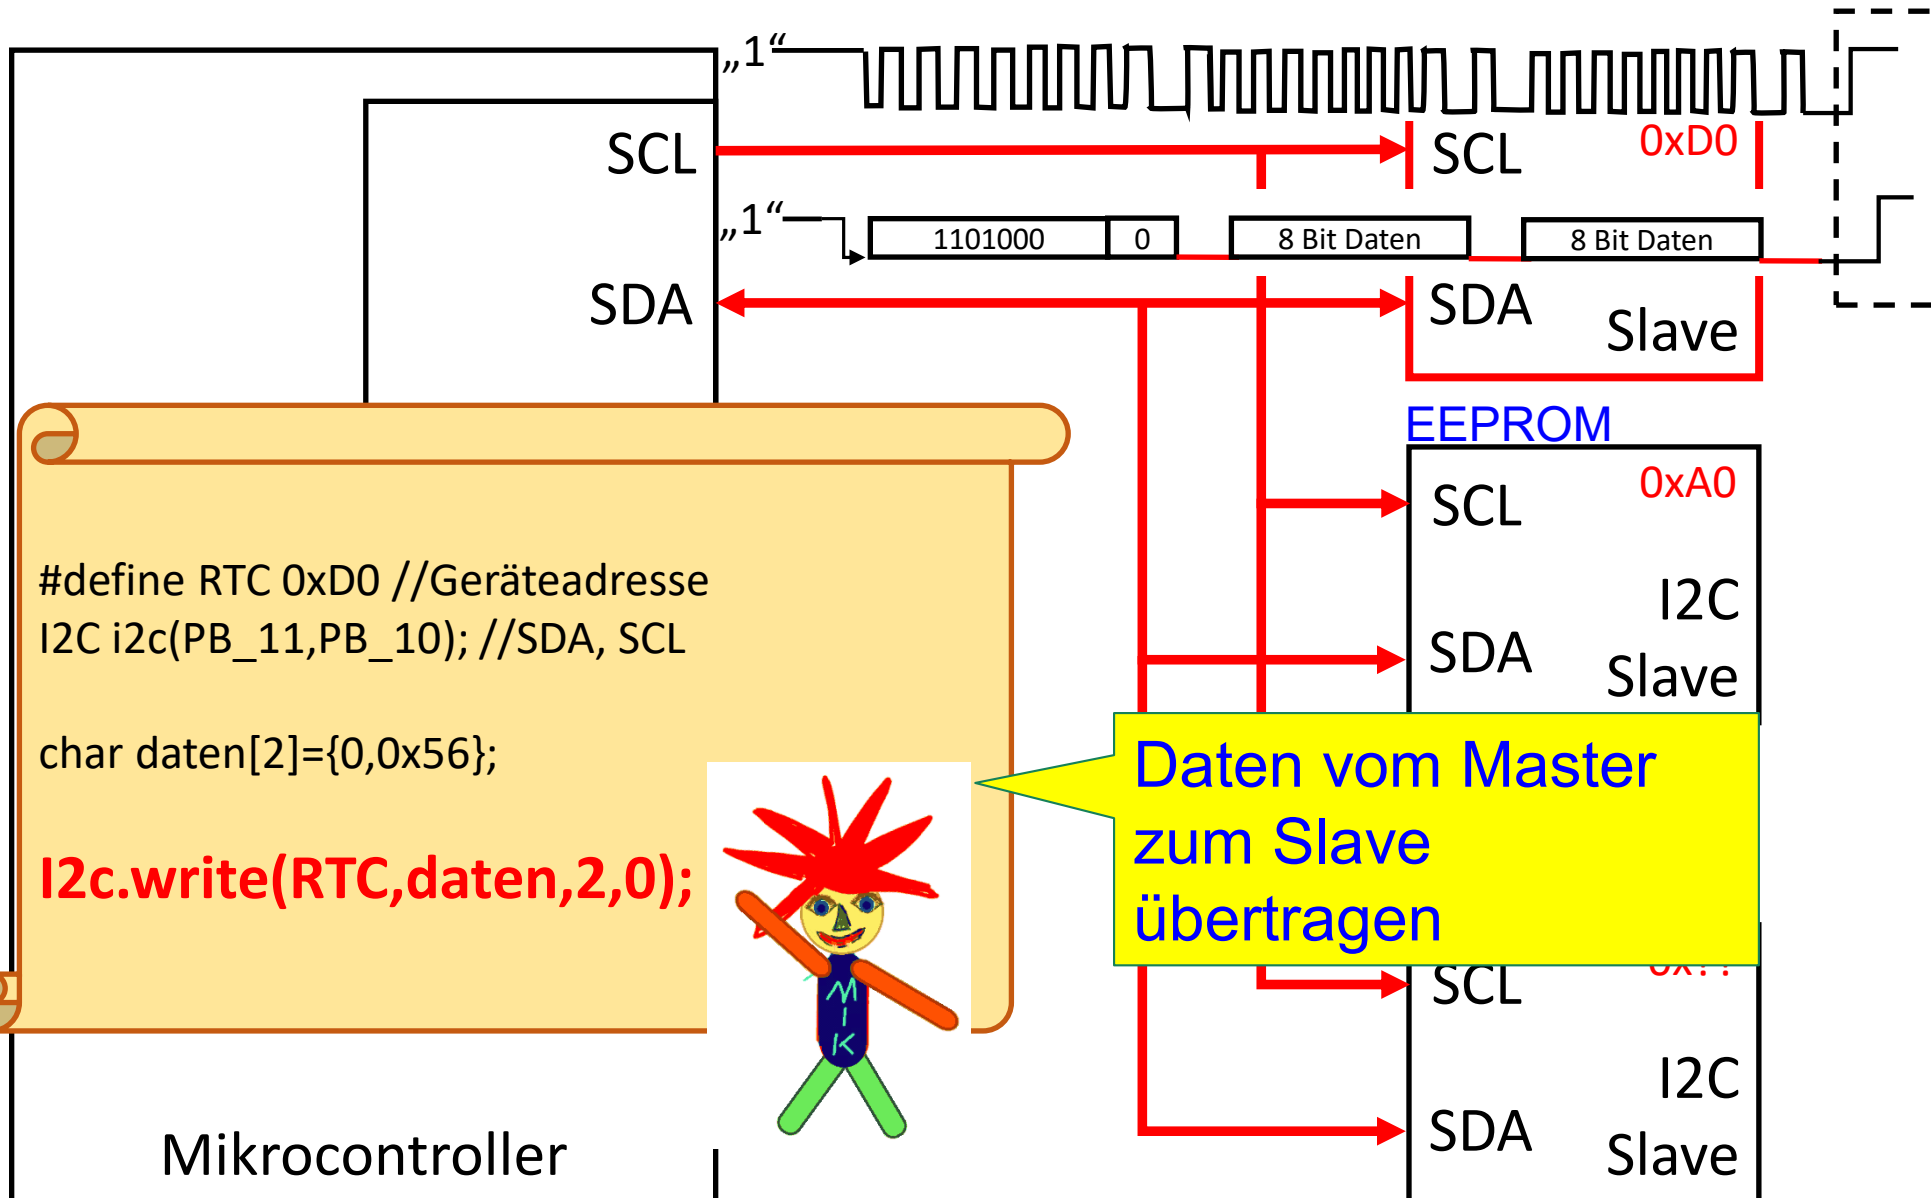 „1“
SCL
SCL
0xD0
„1“
1101000
0
8 Bit Daten
8 Bit Daten
SDA
SDA
Slave
EEPROM
SCL
0xA0
I2C
SDA
Slave
#define RTC 0xD0 //Geräteadresse
I2C i2c(PB_11,PB_10); //SDA, SCL
char daten[2]={0,0x56};
I2c.write(RTC,daten,2,0);
Daten vom Master
zum Slave
übertragen
MIK
SCL
I2C
SDA
Slave
Mikrocontroller